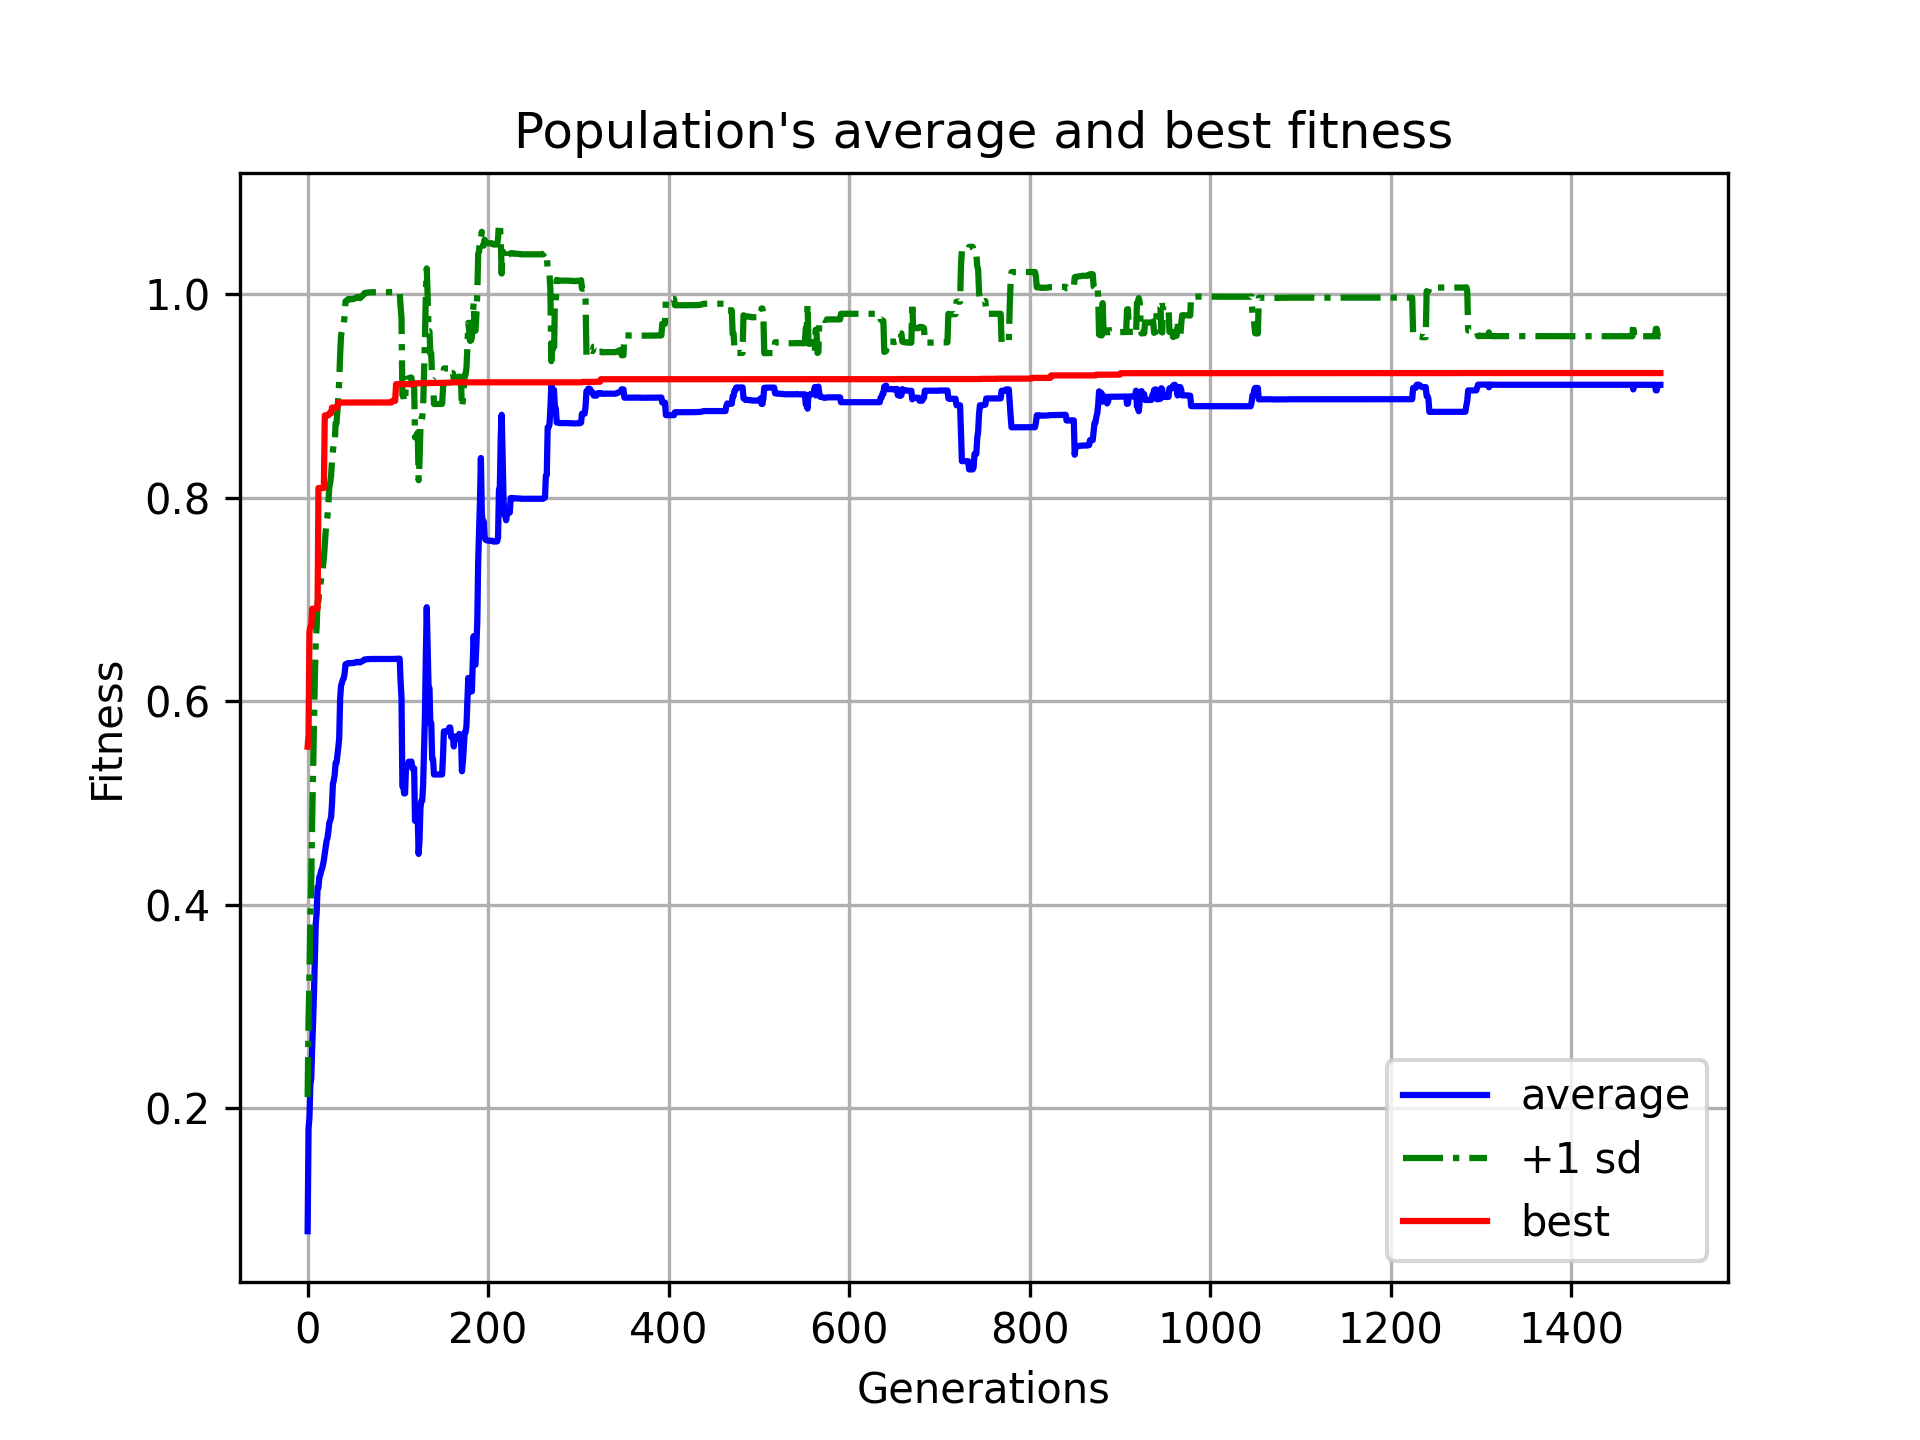 Population's average and best fitness
Fitness
1.0
0.8
0.6
0.4
0.2
0 200 400 600 800 1000 1200 1400
Generations
average
+1 sd
best